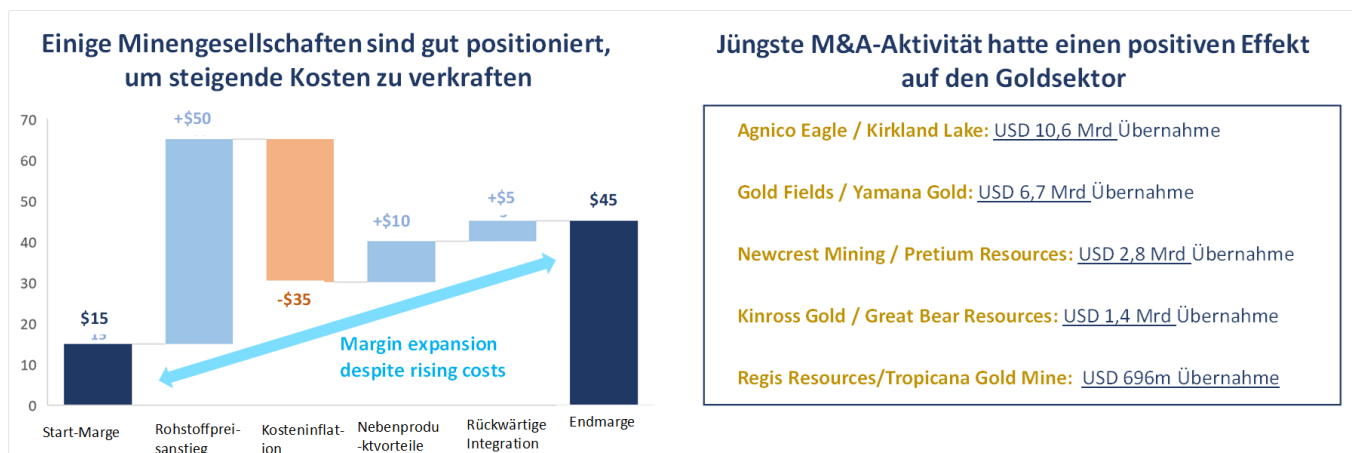 Einige Minengesellschaften sind gut positioniert,
um steigende Kosten zu verkraften
70
60
50
40
30
20
10
0
+$50
-$35
+$10
+$5
$45
$15
15
Margin expansion
despite rising costs
Start-Marge
Rohstoffprei-
sanstieg
Kosteninflat-
ion
Nebenprodu
-ktvorteile
Rückwärtige
Integration
Endmarge
Jüngste M&A-Aktivität hatte einen positiven Effekt
auf den Goldsektor
Agnico Eagle / Kirkland Lake: USD 10,6 Mrd Übernahme
Gold Fields / Yamana Gold: USD 6,7 Mrd Übernahme
Newcrest Mining / Pretium Resources: USD 2,8 Mrd Übernahme
Kinross Gold / Great Bear Resources: USD 1,4 Mrd Übernahme
Regis Resources/Tropicana Gold Mine: USD 696m Übernahme